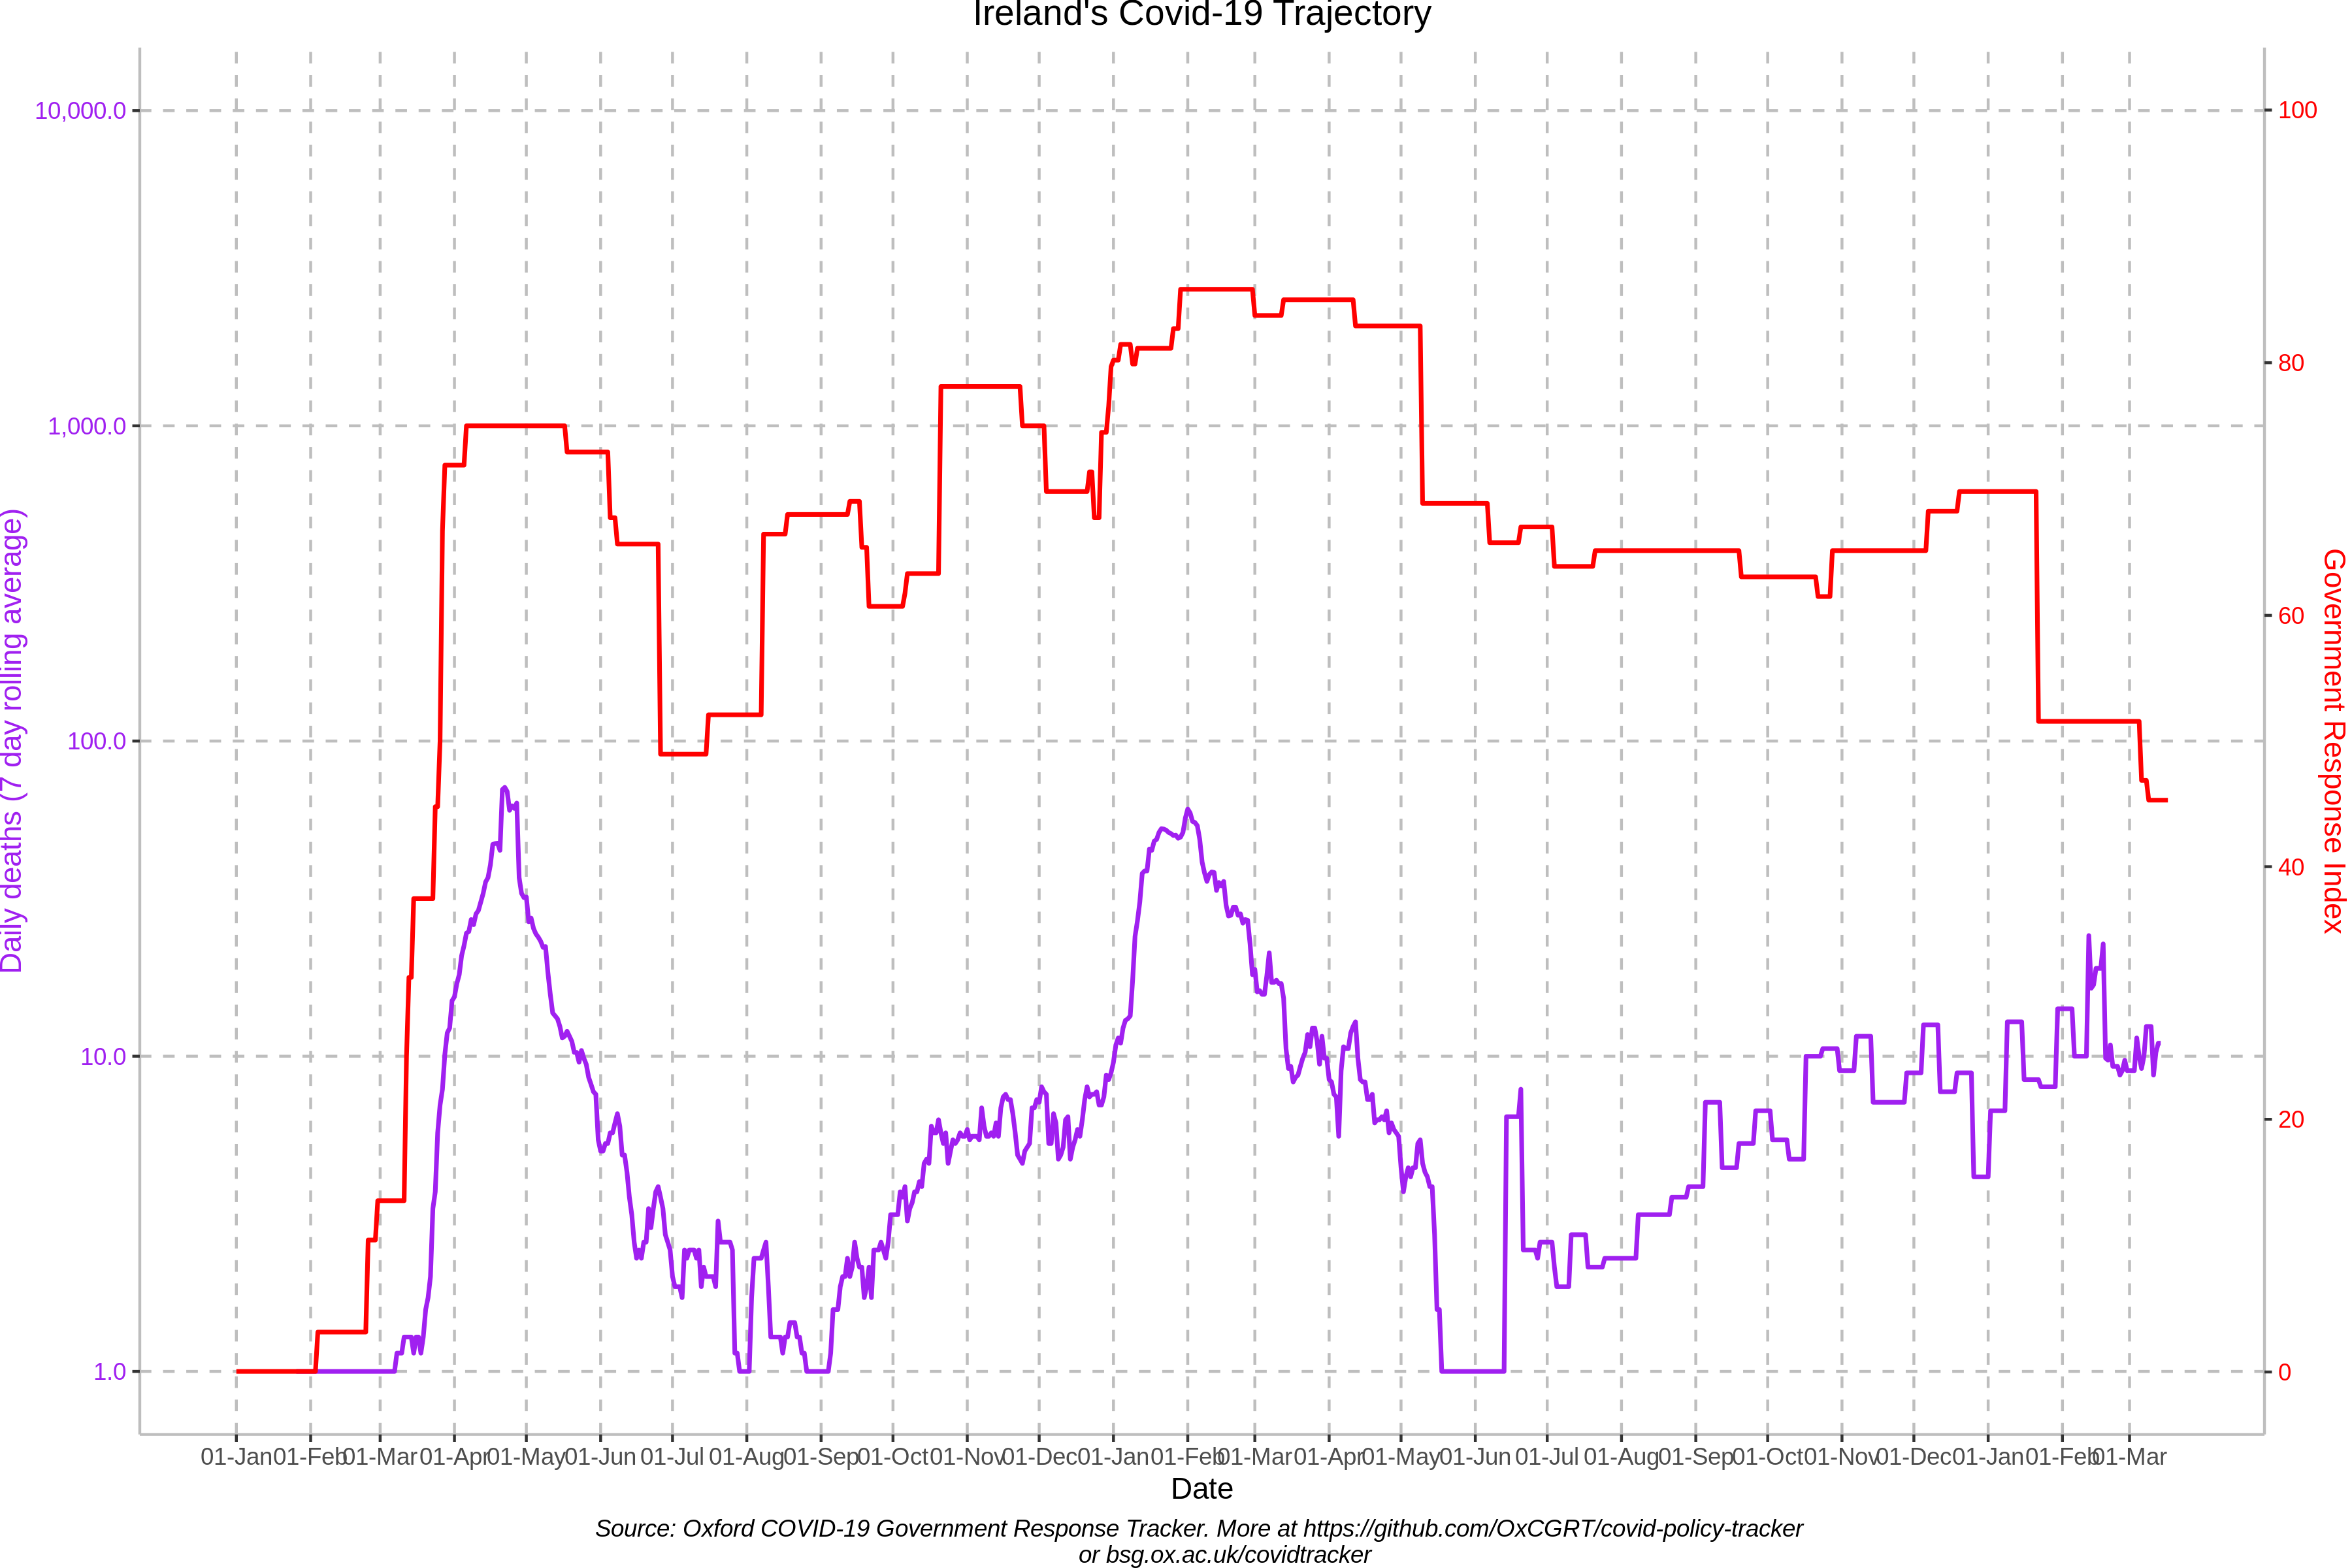 Ireland's Covid-19 Trajectory
10,000.0
1,000.0
100.0
10.0
1.0
Daily deaths (7 day rolling average)
100
80
60
40
20
0
Government Response Index
01-Jan 01-Feb 01-Mar 01-Apr 01-May 01-Jun 01-Jul 01-Aug 01-Sep 01-Oct 01-Nov 01-Dec 01-Jan 01-Feb 01-Mar 01-Apr 01-May 01-Jun 01-Jul 01-Aug 01-Sep 01-Oct 01-Nov 01-Dec 01-Jan 01-Feb 01-Mar
Date
Source: Oxford COVID-19 Government Response Tracker. More at https://github.com/OxCGRT/covid-policy-tracker
or bsg.ox.ac.uk/covidtracker